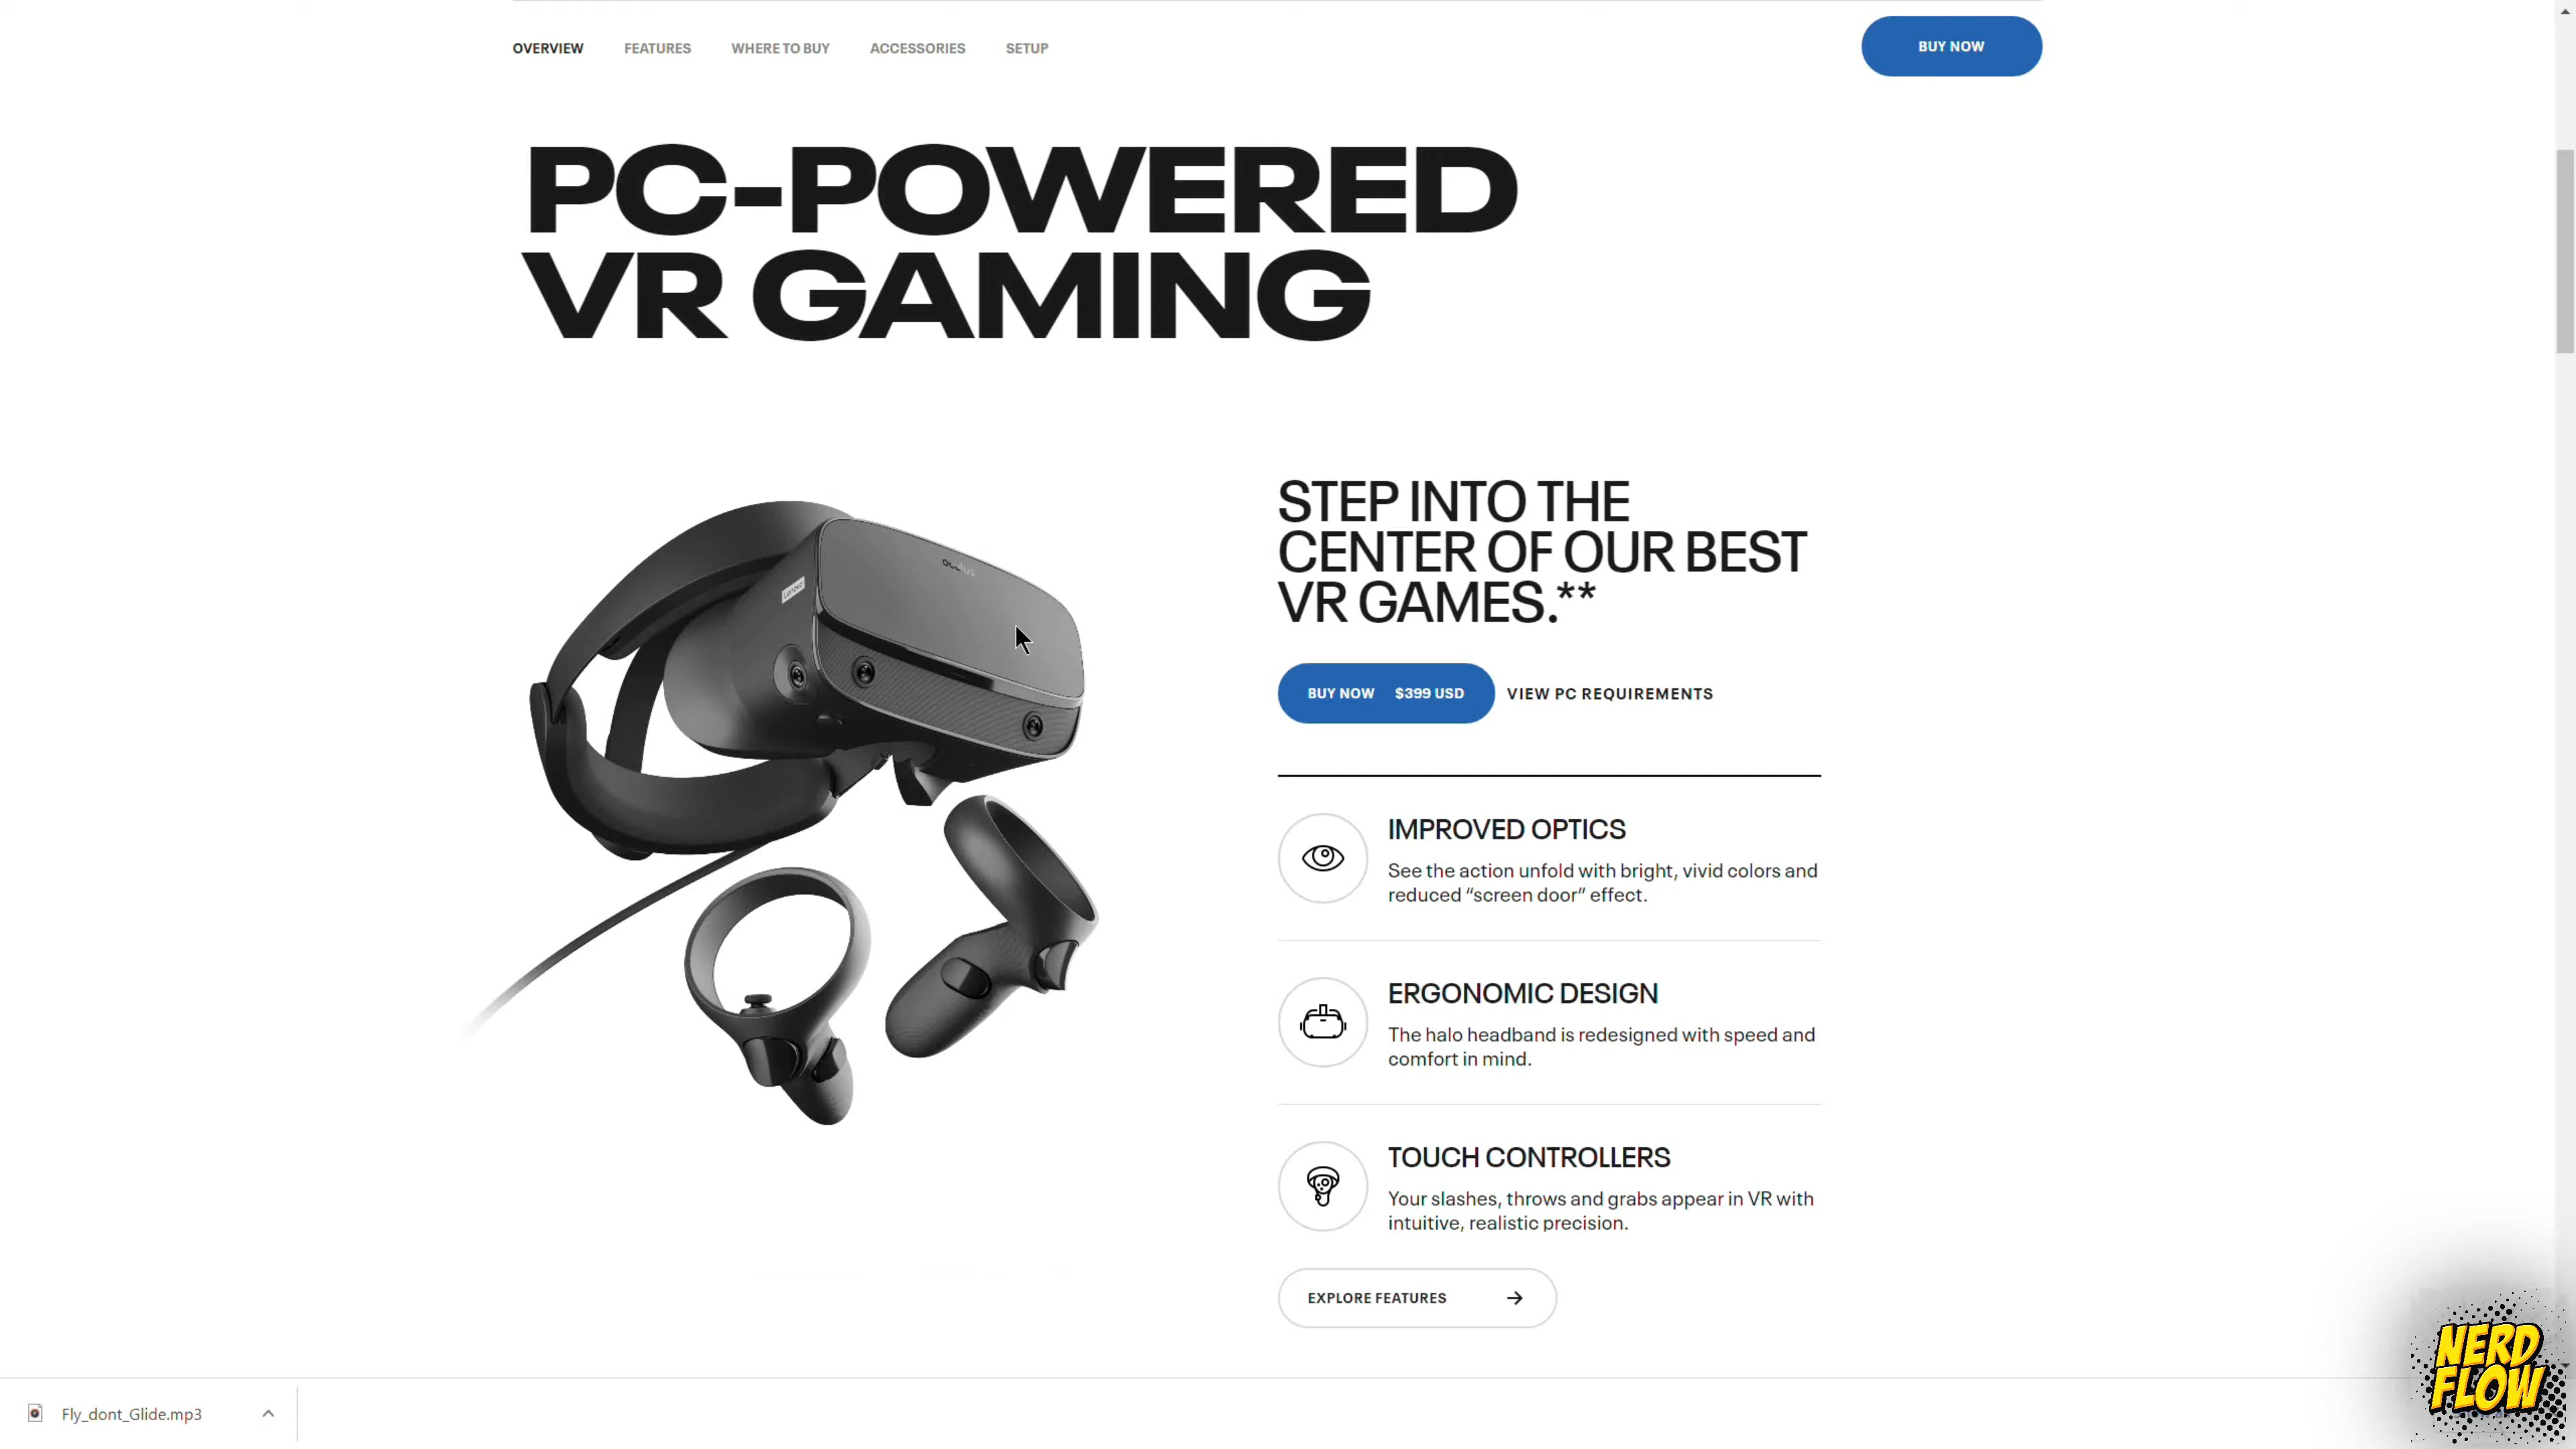 OVERVIEW FEATURES WHERE TO BUY ACCESSORIES SETUP BUY NOW
PC-POWERED
VR GAMING
oculus
Lenovo
STEP INTO THE
CENTER OF OUR BEST
VR GAMES.**
BUY NOW $399 USD VIEW PC REQUIREMENTS
IMPROVED OPTICS
See the action unfold with bright, vivid colors and
reduced “screen door” effect.
ERGONOMIC DESIGN
The halo headband is redesigned with speed and
comfort in mind.
TOUCH CONTROLLERS
Your slashes, throws and grabs appear in VR with
intuitive, realistic precision.
EXPLORE FEATURES
Fly_dont_Glide.mp3
NERD
FLOW